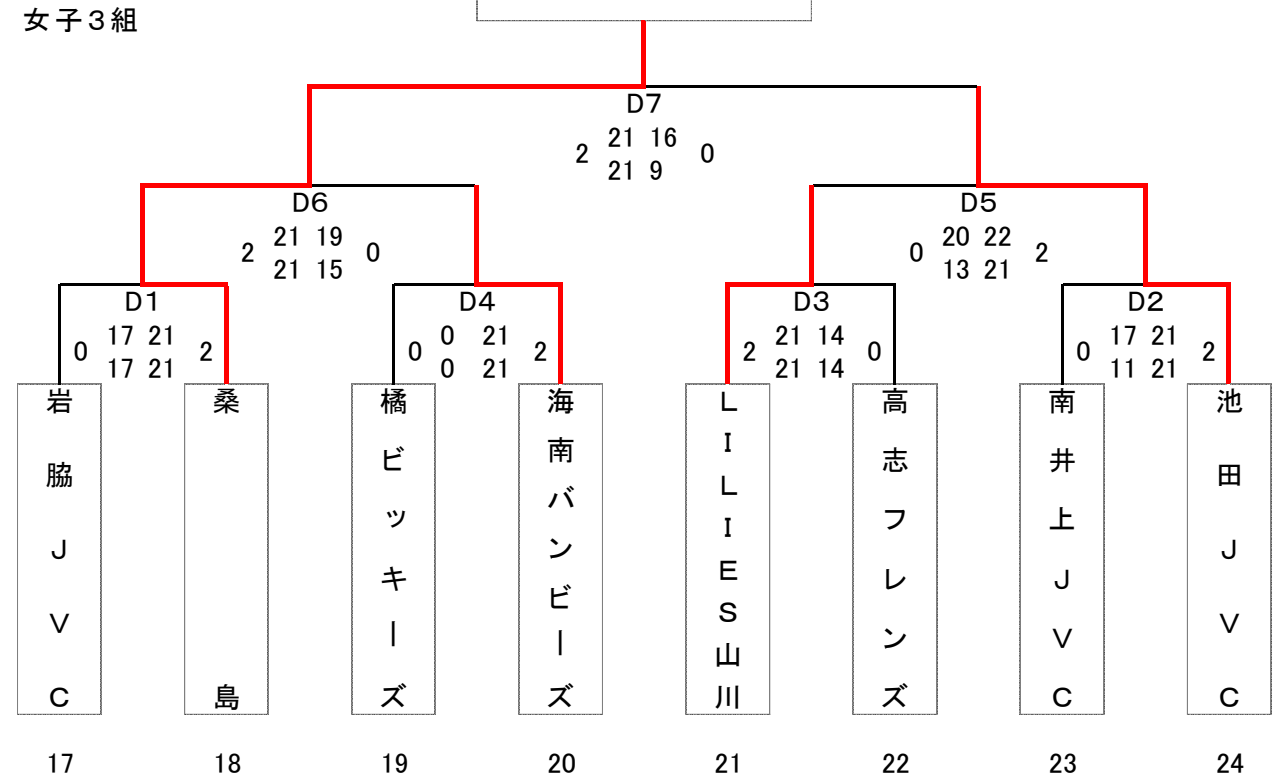 女子３組
D7
21 16
2 0
21 9
D6
21 19
2 0
21 15
D5
20 22
0 2
13 21
D1
17 21
0 2
17 21
D4
0 21
0 2
0 21
D3
21 14
2 0
21 14
D2
17 21
0 2
11 21
岩脇ＪＶＣ
桑島
橘ビッキーズ
海南バンビーズ
ＬＩＬＩＥＳ山川
高志フレンズ
南井上ＪＶＣ
池田ＪＶＣ
17 18 19 20 21 22 23 24